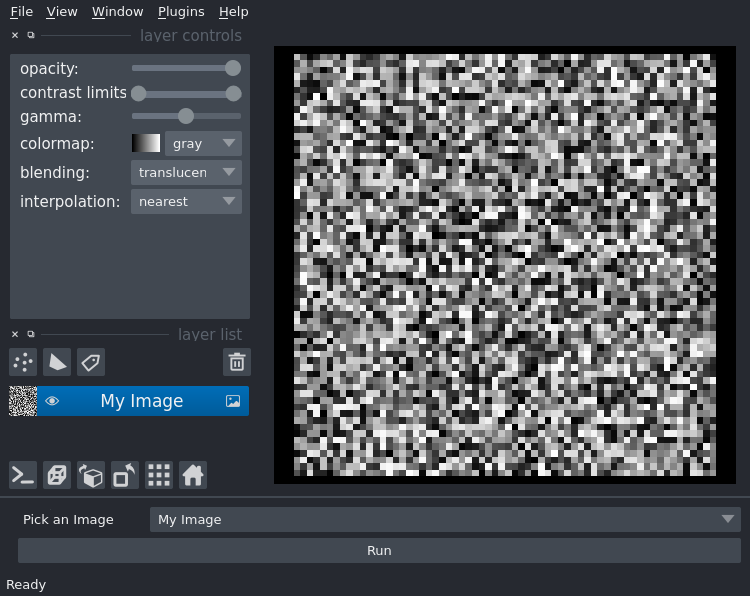 File View Window Plugins Help
layer controls
opacity:
contrast limits
gamma:
colormap: gray
blending: translucen
interpolation: nearest
layer list
My Image
Pick an Image My Image
Run
Ready